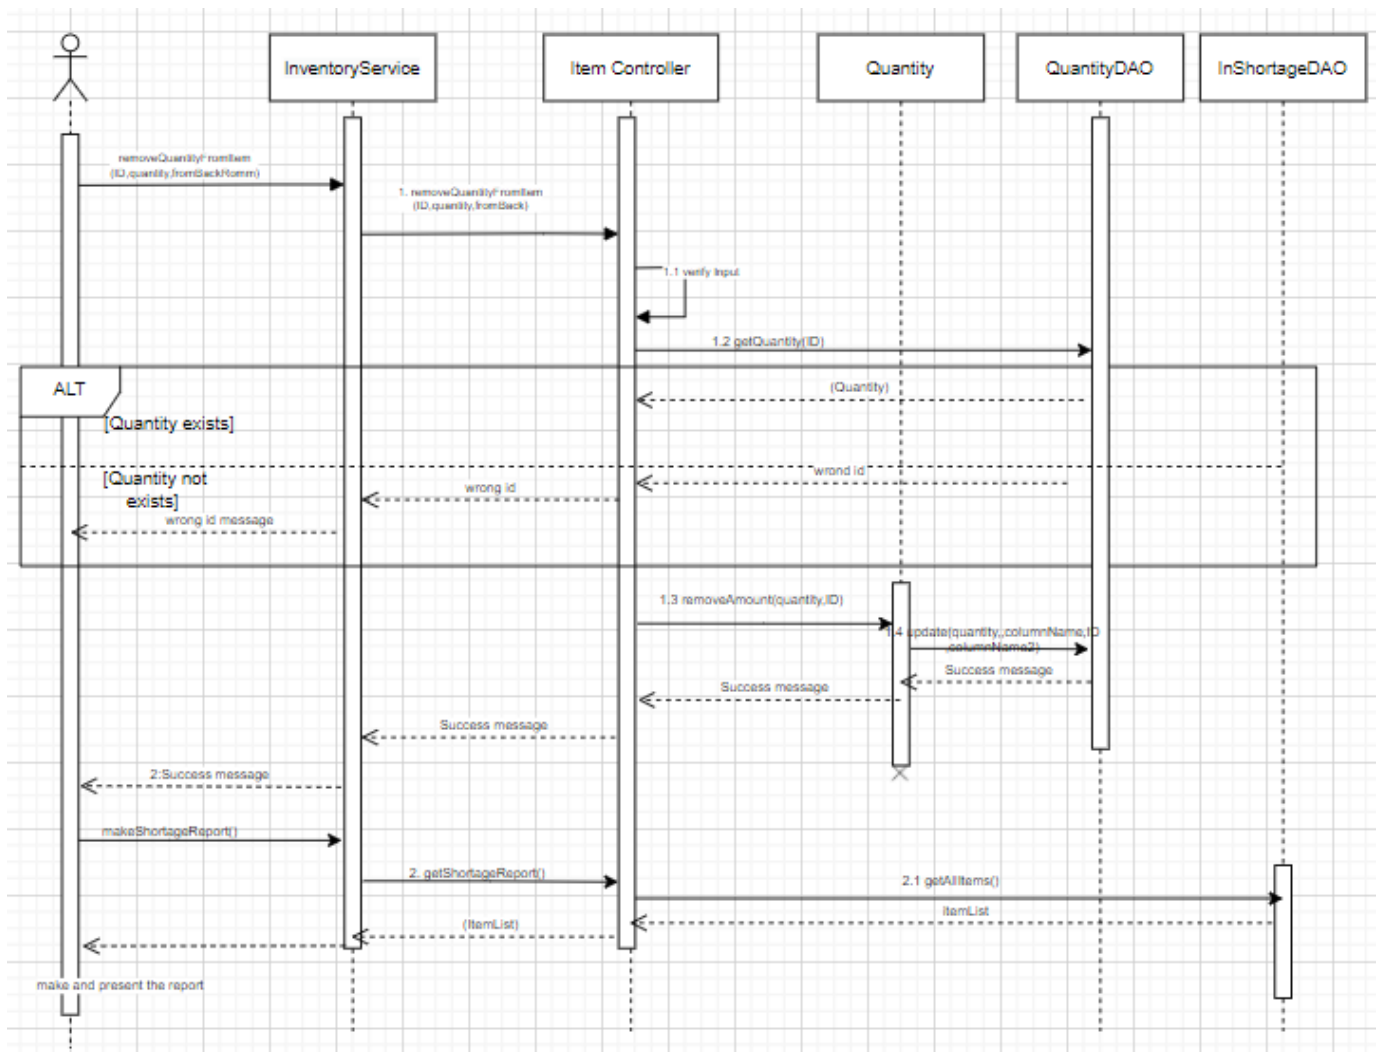 InventoryService
Item Controller
Quantity
QuantityDAO
InShortageDAO
removeQuantityFromItem
(ID,quantity,fromBackRomm)
1. removeQuantityFromItem
(ID,quantity,fromBack)
1.1 verify Input
1.2 getQuantity(ID)
ALT
(Quantity)
[Quantity exists]
wrond id
[Quantity not
exists]
wrong id
wrong id message
1.3 removeAmount(quantity,ID)
1.4 update(quantity,,columnName,ID
,columnName2)
Success message
Success message
Success message
2:Success message
makeShortageReport()
2. getShortageReport()
2.1 getAllItems()
ItemList
(ItemList)
make and present the report